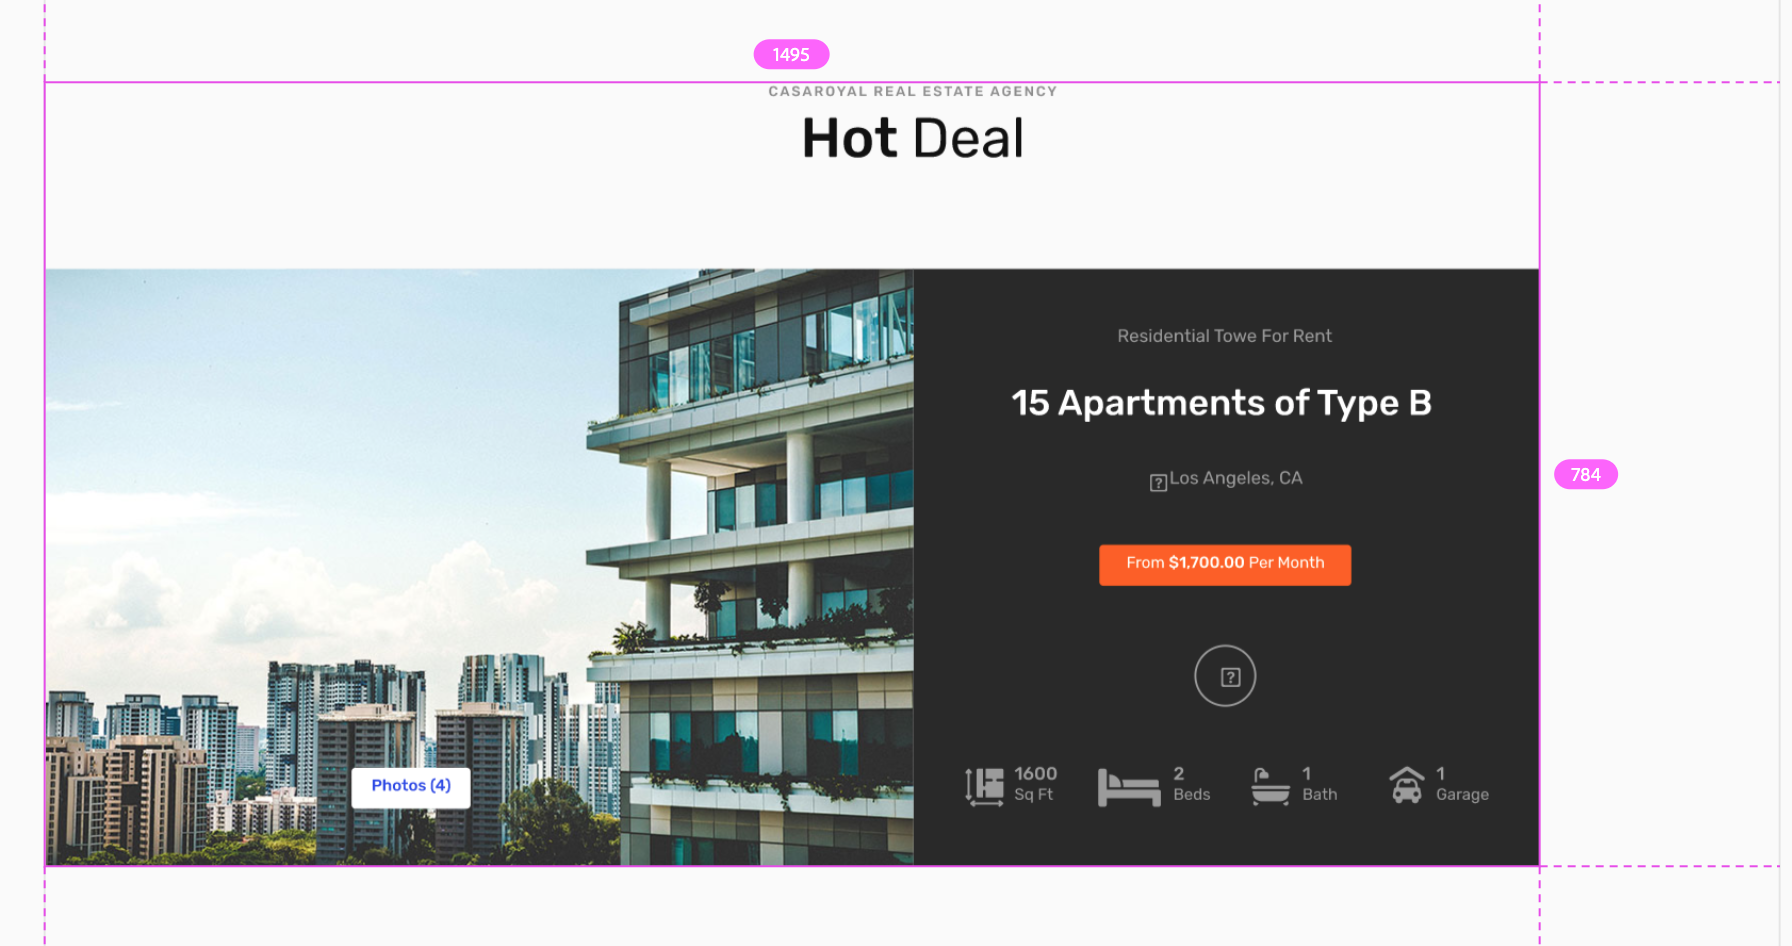 1495
CASAROYAL REAL ESTATE AGENCY
Hot Deal
Residential Towe For Rent
15 Apartments of Type B
Los Angeles, CA
784
From $1,700.00 Per Month
Photos (4)
1600
Sq Ft
2
Beds
1
Bath
1
Garage